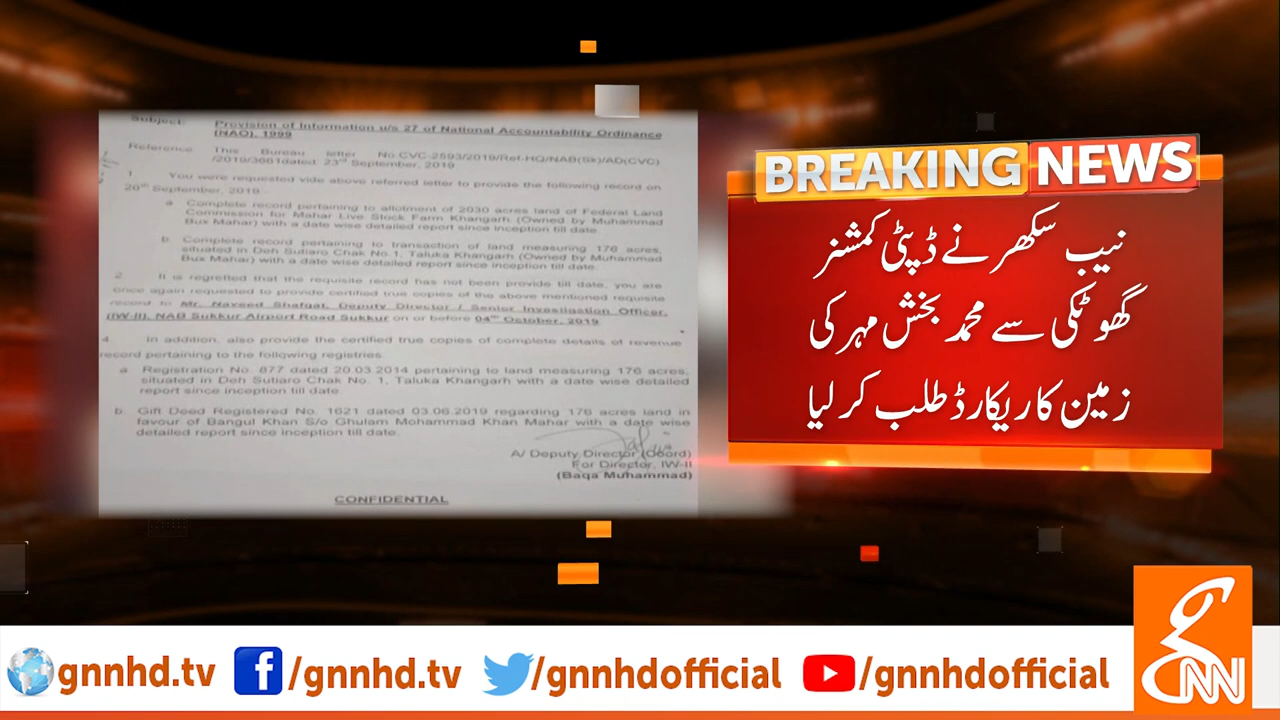 Subject: Provision of Information u/s 27 of National Accountability Ordinance
(NAO), 1999
Reference This Bureau letter No.CVC-2593/2019/Ref-HQ/NAB(Sk)/AD(CVC)
/2019/3661dated: 23rd September, 2019
1. You were requested vide above referred letter to provide the following record on
26th September, 2019
a. Complete record pertaining to allotment of 2030 acres land of Federal Land
Commission for Mahar Live Stock Farm Khangarh (Owned by Muhammad
Bux Mahar) with a date wise detailed report since inception till date.
b. Complete record pertaining to transaction of land measuring 176 acres,
situated in Deh Sutiaro Chak No.1, Taluka Khangarh (Owned by Muhammad
Bux Mahar) with a date wise detailed report since inception till date.
2. It is regretted that the requisite record has not been provide till date, you are
once again requested to provide certified true copies of the above mentioned requisite
record to Mr. Naveed Shafqat, Deputy Director / Senior Investigation Officer,
(IW-II), NAB Sukkur Airport Road Sukkur on or before 04th October, 2019
4. In addition, also provide the certified true copies of complete details of revenue
record pertaining to the following registries.
a. Registration No. 877 dated 20.03.2014 pertaining to land measuring 176 acres,
situated in Deh Sutiaro Chak No. 1, Taluka Khangarh with a date wise detailed
report since inception till date.
b. Gift Deed Registered No. 1621 dated 03.06.2019 regarding 176 acres land in
favour of Bangul Khan S/o Ghulam Mohammad Khan Mahar with a date wise
detailed report since inception till date.
A/ Deputy Director (Coord)
For Director, IW-II
(Baqa Muhammad)
CONFIDENTIAL
BREAKING NEWS
نیب سکھر نے ڈپٹی کمشنر
گھوٹکی سے محمد بخش مہر کی
زمین کا ریکارڈ طلب کر لیا
gnnhd.tv /gnnhd.tv /gnnhdofficial /gnnhdofficial
GNN